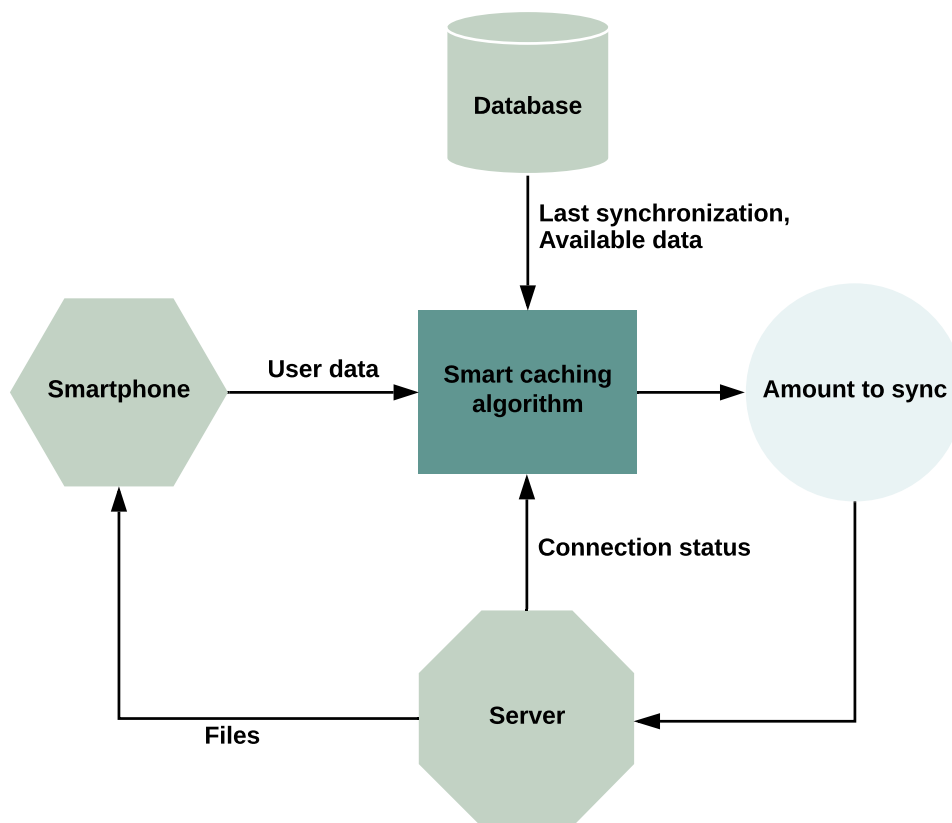 Database
Last synchronization,
Available data
Smartphone
User data
Smart caching
algorithm
Amount to sync
Connection status
Server
Files